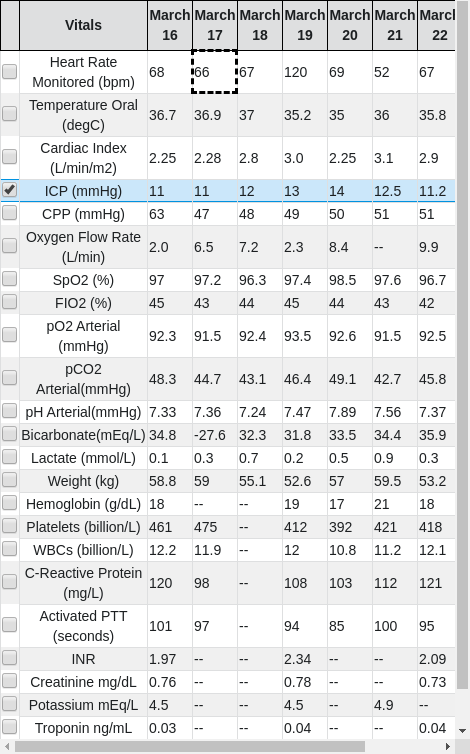 Vitals March 16 March 17 March 18 March 19 March 20 March 21 March 22
Heart Rate Monitored (bpm) 68 66 67 120 69 52 67
Temperature Oral (degC) 36.7 36.9 37 35.2 35 36 35.8
Cardiac Index (L/min/m2) 2.25 2.28 2.8 3.0 2.25 3.1 2.9
ICP (mmHg) 11 11 12 13 14 12.5 11.2
CPP (mmHg) 63 47 48 49 50 51 51
Oxygen Flow Rate (L/min) 2.0 6.5 7.2 2.3 8.4 -- 9.9
SpO2 (%) 97 97.2 96.3 97.4 98.5 97.6 96.7
FIO2 (%) 45 43 44 45 44 43 42
pO2 Arterial (mmHg) 92.3 91.5 92.4 93.5 92.6 91.5 92.5
pCO2 Arterial(mmHg) 48.3 44.7 43.1 46.4 49.1 42.7 45.8
pH Arterial(mmHg) 7.33 7.36 7.24 7.47 7.89 7.56 7.37
Bicarbonate(mEq/L) 34.8 -27.6 32.3 31.8 33.5 34.4 35.9
Lactate (mmol/L) 0.1 0.3 0.7 0.2 0.5 0.9 0.3
Weight (kg) 58.8 59 55.1 52.6 57 59.5 53.2
Hemoglobin (g/dL) 18 -- -- 19 17 21 18
Platelets (billion/L) 461 475 -- 412 392 421 418
WBCs (billion/L) 12.2 11.9 -- 12 10.8 11.2 12.1
C-Reactive Protein (mg/L) 120 98 -- 108 103 112 121
Activated PTT (seconds) 101 97 -- 94 85 100 95
INR 1.97 -- -- 2.34 -- -- 2.09
Creatinine mg/dL 0.76 -- -- 0.78 -- -- 0.73
Potassium mEq/L 4.5 -- -- 4.5 -- 4.9 --
Troponin ng/mL 0.03 -- -- 0.04 -- -- 0.04